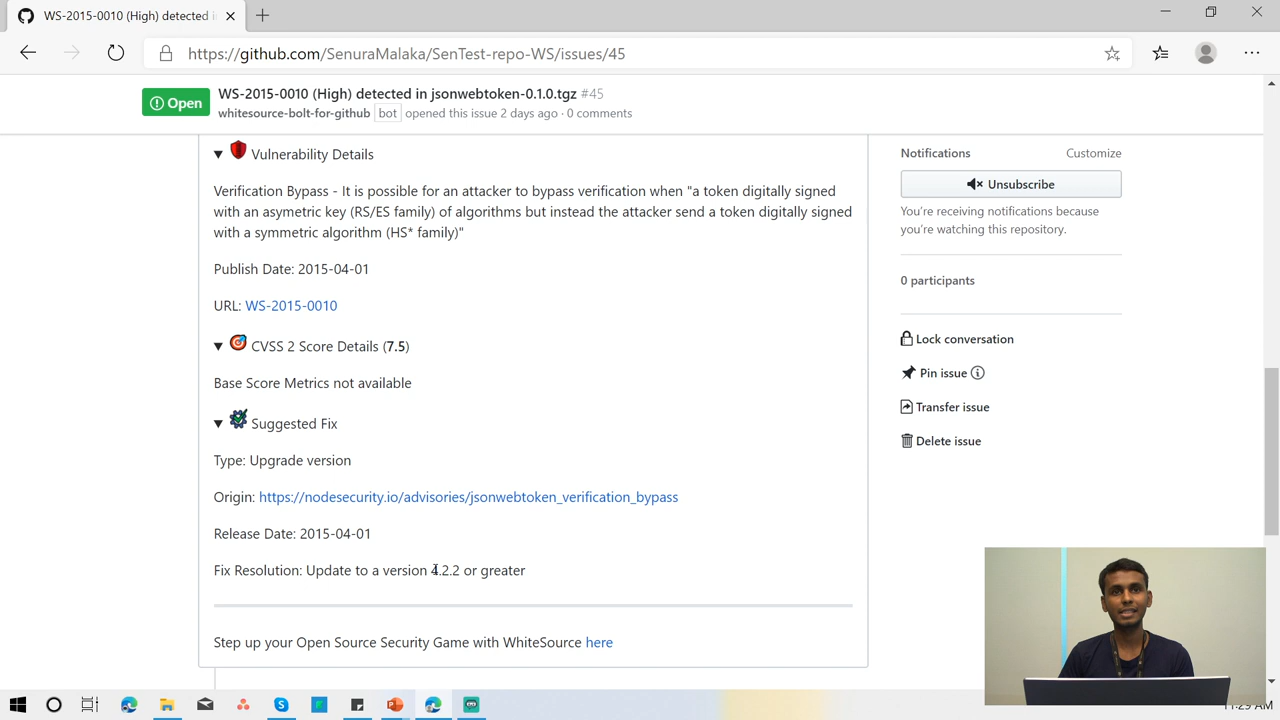 WS-2015-0010 (High) detected i
https://github.com/SenuraMalaka/SenTest-repo-WS/issues/45
Open
WS-2015-0010 (High) detected in jsonwebtoken-0.1.0.tgz #45
whitesource-bolt-for-github bot opened this issue 2 days ago · 0 comments
Vulnerability Details
Verification Bypass - It is possible for an attacker to bypass verification when "a token digitally signed
with an asymetric key (RS/ES family) of algorithms but instead the attacker send a token digitally signed
with a symmetric algorithm (HS* family)"
Publish Date: 2015-04-01
URL: WS-2015-0010
CVSS 2 Score Details (7.5)
Base Score Metrics not available
Suggested Fix
Type: Upgrade version
Origin: https://nodesecurity.io/advisories/jsonwebtoken_verification_bypass
Release Date: 2015-04-01
Fix Resolution: Update to a version 4.2.2 or greater
Step up your Open Source Security Game with WhiteSource here
Notifications
Customize
Unsubscribe
You're receiving notifications because
you're watching this repository.
0 participants
Lock conversation
Pin issue
Transfer issue
Delete issue
11:29 AM